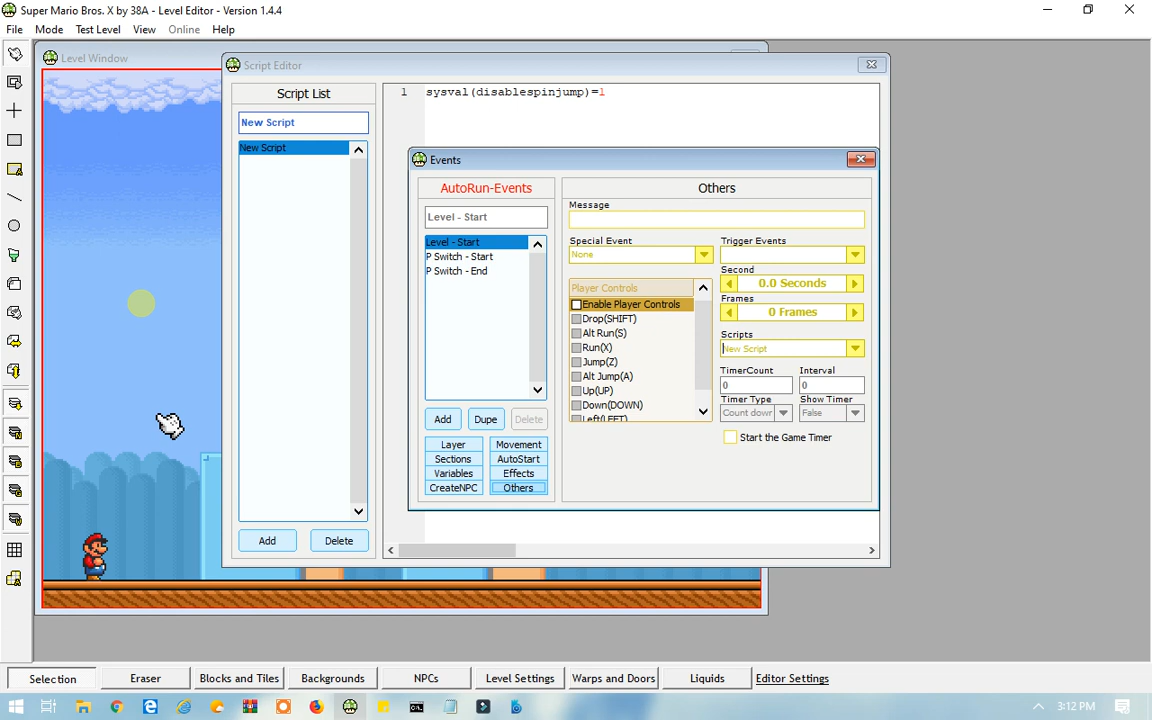 Super Mario Bros. X by 38A - Level Editor - Version 1.4.4
File Mode Test Level View Online Help
Level Window
Script Editor
Script List
New Script
New Script
Add Delete
1 sysval(disablespinjump)=1
Events
AutoRun-Events
Level - Start
Level - Start
P Switch - Start
P Switch - End
Add Dupe Delete
Layer Movement
Sections AutoStart
Variables Effects
CreateNPC Others
Others
Message
Special Event Trigger Events
None
Player Controls
Enable Player Controls
Drop(SHIFT)
Alt Run(S)
Run(X)
Jump(Z)
Alt Jump(A)
Up(UP)
Down(DOWN)
Left(LEFT)
Second
0.0 Seconds
Frames
0 Frames
Scripts
New Script
TimerCount Interval
0 0
Timer Type Show Timer
Count down False
Start the Game Timer
Selection Eraser Blocks and Tiles Backgrounds NPCs Level Settings Warps and Doors Liquids Editor Settings
3:12 PM